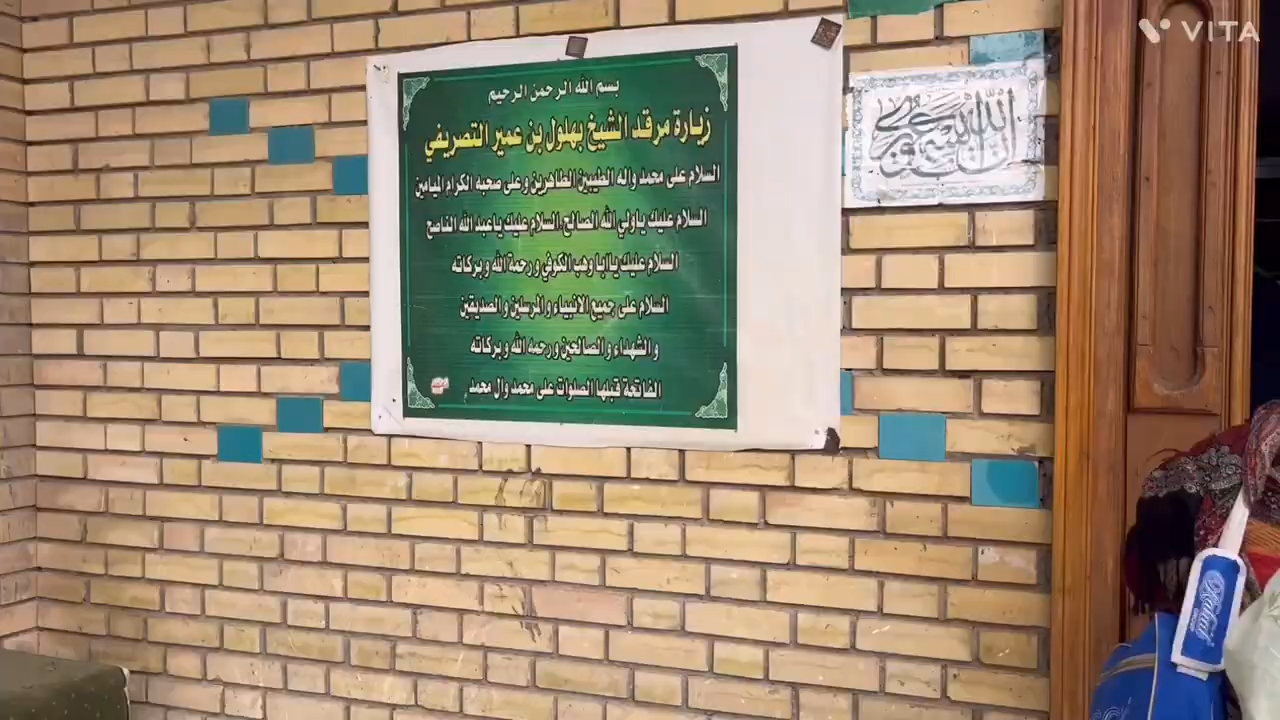 بسم الله الرحمن الرحيم
زيارة مرقد الشيخ بهلول بن عمير التصريفي
السلام على محمد واله الطيبين الطاهرين وعلى صحبه الكرام الميامين
السلام عليك ياولي الله الصالح،السلام عليك ياعبد الله الناصح
السلام عليك ياابا وهب الكوفي ورحمة الله وبركاته
السلام على جميع الانبياء والمرسلين والصديقين
والشهداء والصالحين ورحمه الله وبركاته
الفاتحة قبلها الصلوات على محمد وال محمد
VITA